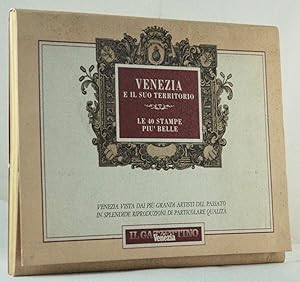 VENEZIA
E IL SUO TERRITORIO
LE 40 STAMPE
PIU' BELLE
VENEZIA VISTA DAI PIÙ GRANDI ARTISTI DEL PASSATO
IN SPLENDIDE RIPRODUZIONI DI PARTICOLARE QUALITÀ
IL GAZZETTINO
Venezia